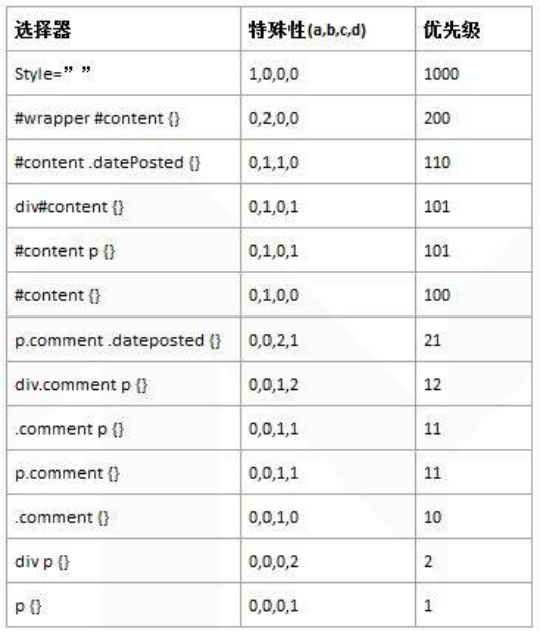 选择器 特殊性(a,b,c,d) 优先级
Style=” ” 1,0,0,0 1000
#wrapper #content {} 0,2,0,0 200
#content .datePosted {} 0,1,1,0 110
div#content {} 0,1,0,1 101
#content p {} 0,1,0,1 101
#content {} 0,1,0,0 100
p.comment .dateposted {} 0,0,2,1 21
div.comment p {} 0,0,1,2 12
.comment p {} 0,0,1,1 11
p.comment {} 0,0,1,1 11
.comment {} 0,0,1,0 10
div p {} 0,0,0,2 2
p {} 0,0,0,1 1